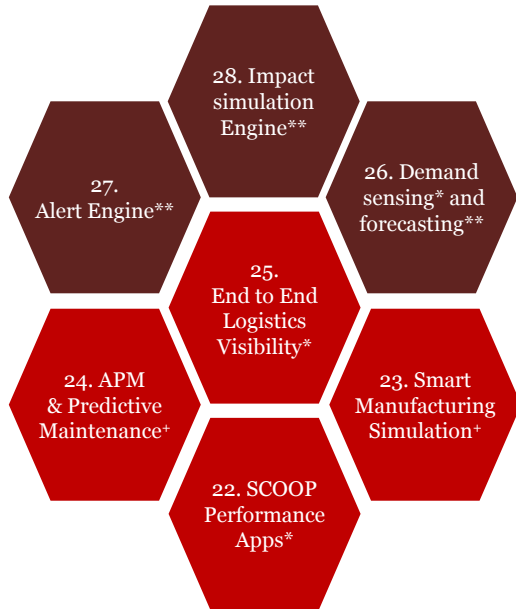 28. Impact
simulation
Engine**
27.
Alert Engine**
26. Demand
sensing* and
forecasting**
25.
End to End
Logistics
Visibility*
24. APM
& Predictive
Maintenance⁺
23. Smart
Manufacturing
Simulation⁺
22. SCOOP
Performance
Apps*